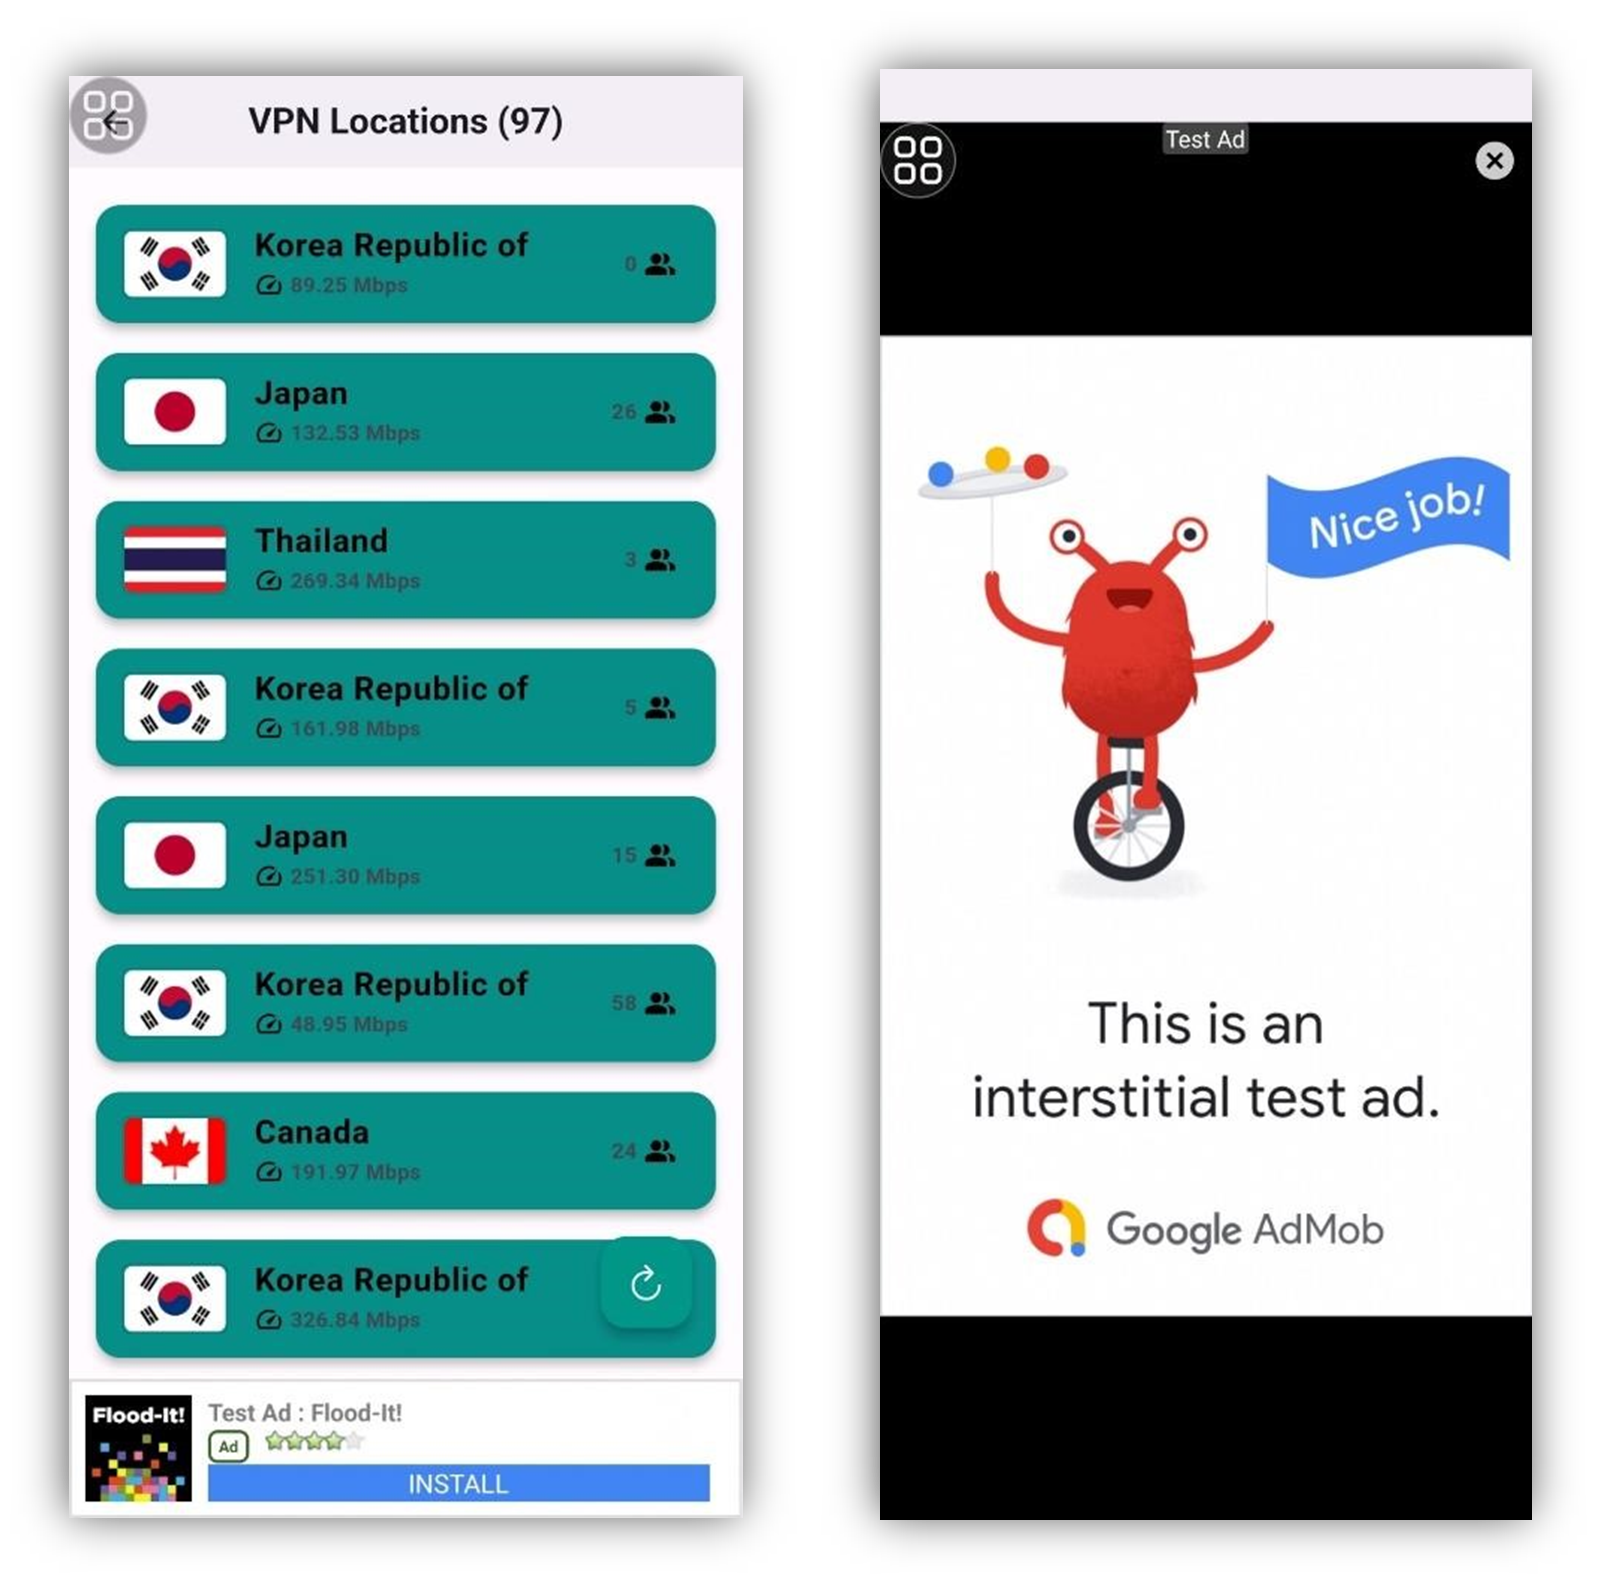 VPN Locations (97)
Korea Republic of
89.25 Mbps
0
Japan
132.53 Mbps
26
Thailand
269.34 Mbps
3
Korea Republic of
161.98 Mbps
5
Japan
251.30 Mbps
15
Korea Republic of
48.95 Mbps
58
Canada
191.97 Mbps
24
Korea Republic of
326.84 Mbps
Flood-It!
Test Ad : Flood-It!
Ad
INSTALL
Test Ad
Nice job!
This is an
interstitial test ad.
Google AdMob